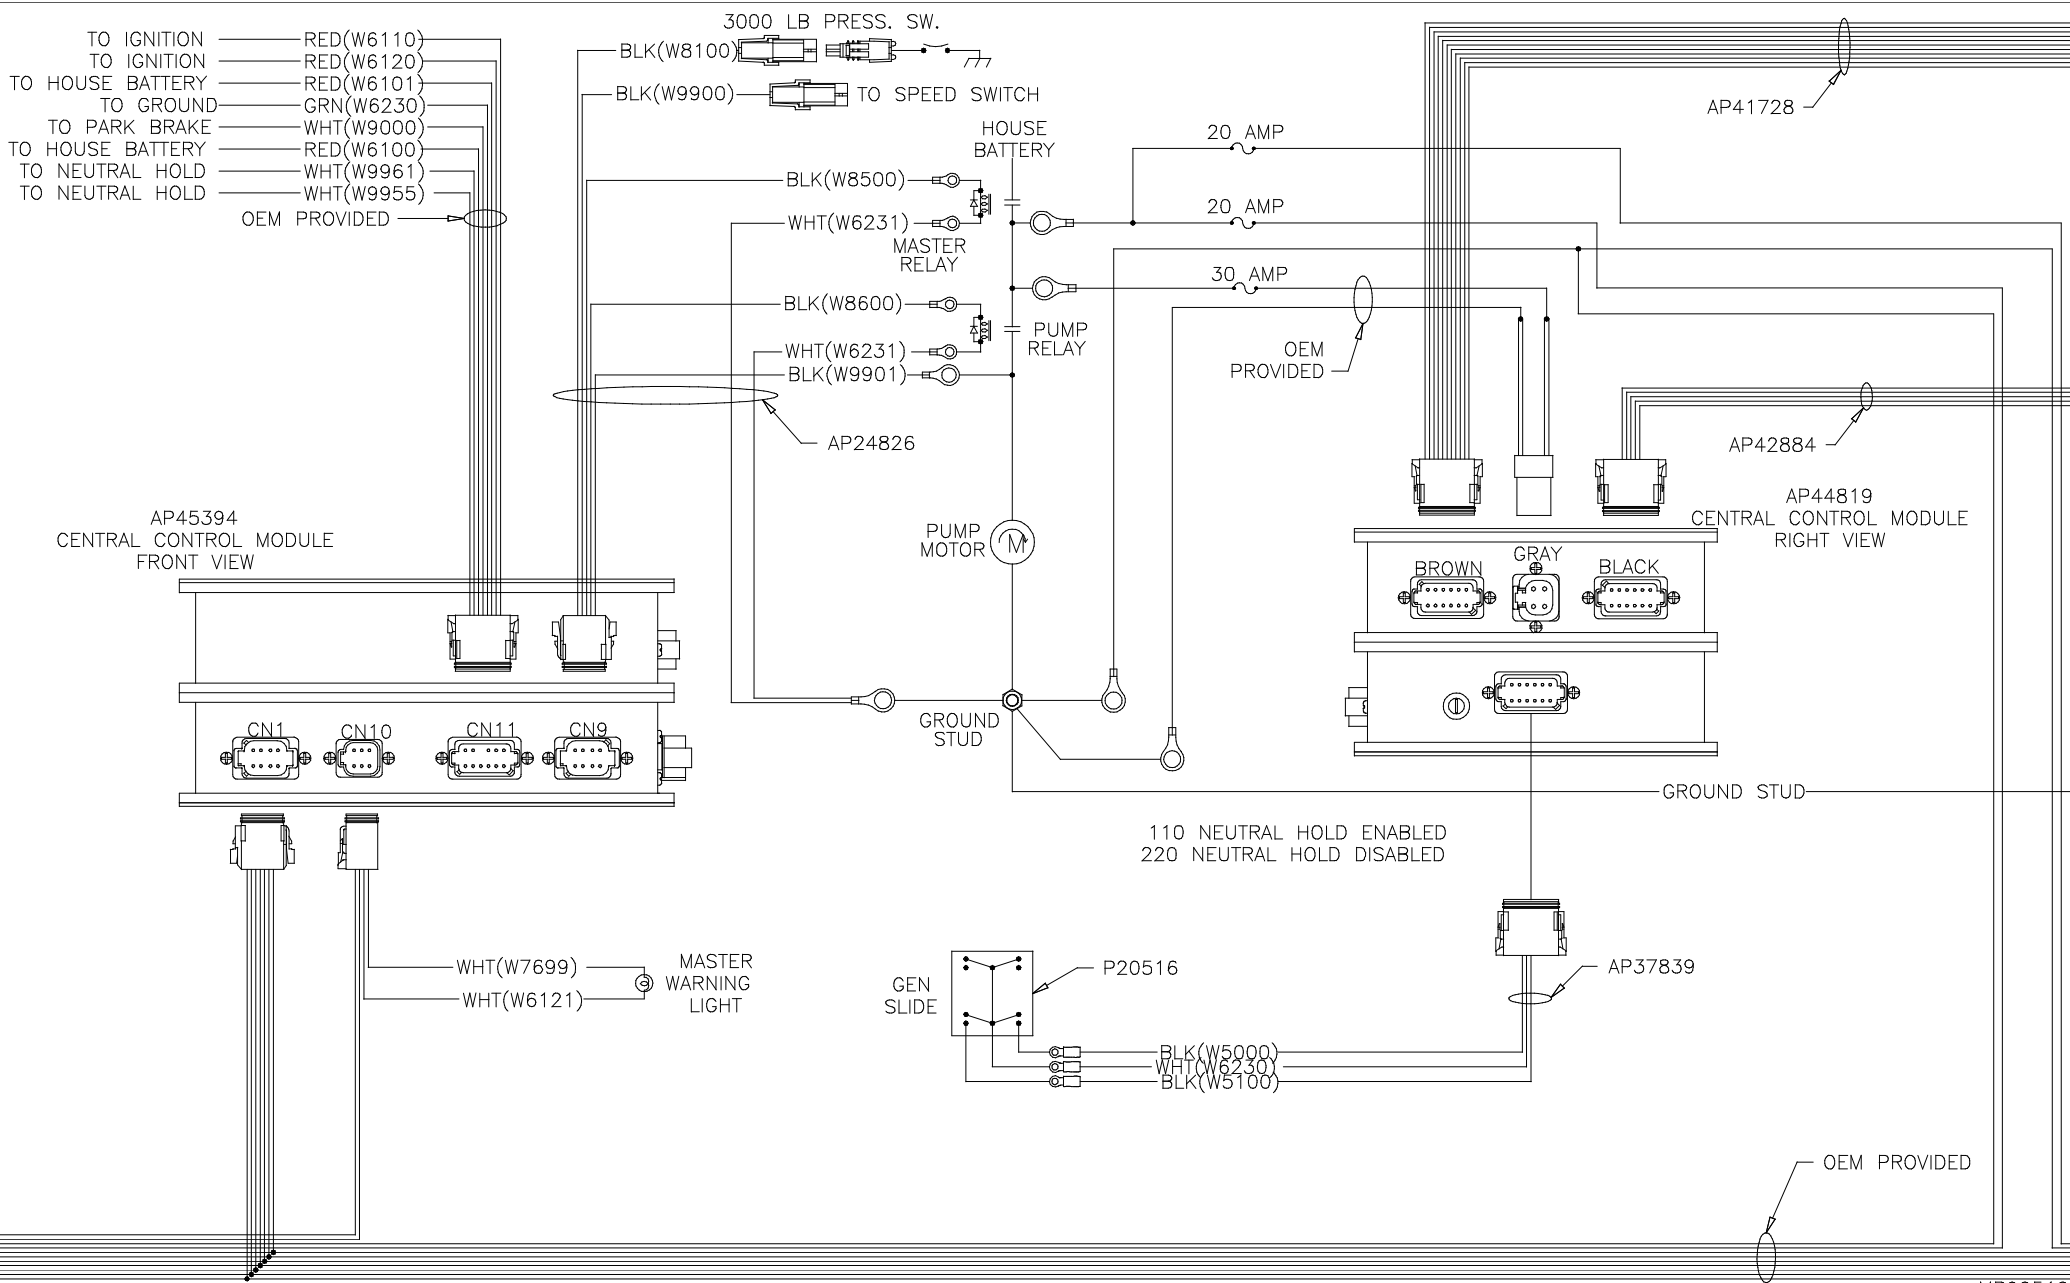 3000 LB PRESS. SW.
TO IGNITION RED(W6110)
TO IGNITION RED(W6120)
TO HOUSE BATTERY RED(W6101)
TO GROUND GRN(W6230)
TO PARK BRAKE WHT(W9000)
TO HOUSE BATTERY RED(W6100)
TO NEUTRAL HOLD WHT(W9961)
TO NEUTRAL HOLD WHT(W9955)
OEM PROVIDED
BLK(W8100)
BLK(W9900) TO SPEED SWITCH
HOUSE
BATTERY
BLK(W8500)
WHT(W6231)
MASTER
RELAY
BLK(W8600)
PUMP
RELAY
WHT(W6231)
BLK(W9901)
AP24826
20 AMP
20 AMP
30 AMP
OEM
PROVIDED
AP41728
AP42884
AP45394
CENTRAL CONTROL MODULE
FRONT VIEW
PUMP
MOTOR
M
AP44819
CENTRAL CONTROL MODULE
RIGHT VIEW
BROWN
GRAY
BLACK
CN1
CN10
CN11
CN9
GROUND
STUD
GROUND STUD
110 NEUTRAL HOLD ENABLED
220 NEUTRAL HOLD DISABLED
WHT(W7699)
WHT(W6121)
MASTER
WARNING
LIGHT
GEN
SLIDE
P20516
AP37839
BLK(W5000)
WHT(W6230)
BLK(W5100)
OEM PROVIDED